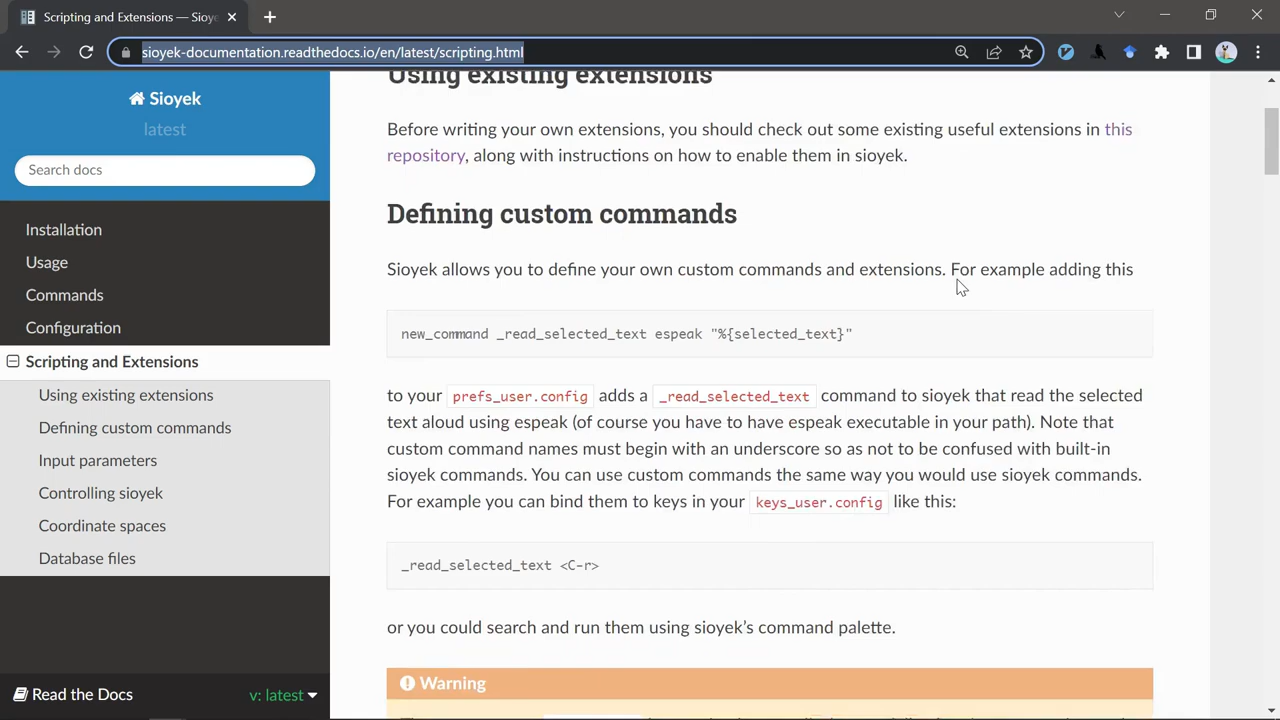 Scripting and Extensions — Sioye
sioyek-documentation.readthedocs.io/en/latest/scripting.html
Sioyek
latest
Search docs
Installation
Usage
Commands
Configuration
Scripting and Extensions
Using existing extensions
Defining custom commands
Input parameters
Controlling sioyek
Coordinate spaces
Database files
Read the Docs
v: latest
Using existing extensions
Before writing your own extensions, you should check out some existing useful extensions in this
repository, along with instructions on how to enable them in sioyek.
Defining custom commands
Sioyek allows you to define your own custom commands and extensions. For example adding this
new_command _read_selected_text espeak "%{selected_text}"
to your prefs_user.config adds a _read_selected_text command to sioyek that read the selected
text aloud using espeak (of course you have to have espeak executable in your path). Note that
custom command names must begin with an underscore so as not to be confused with built-in
sioyek commands. You can use custom commands the same way you would use sioyek commands.
For example you can bind them to keys in your keys_user.config like this:
_read_selected_text <C-r>
or you could search and run them using sioyek's command palette.
Warning